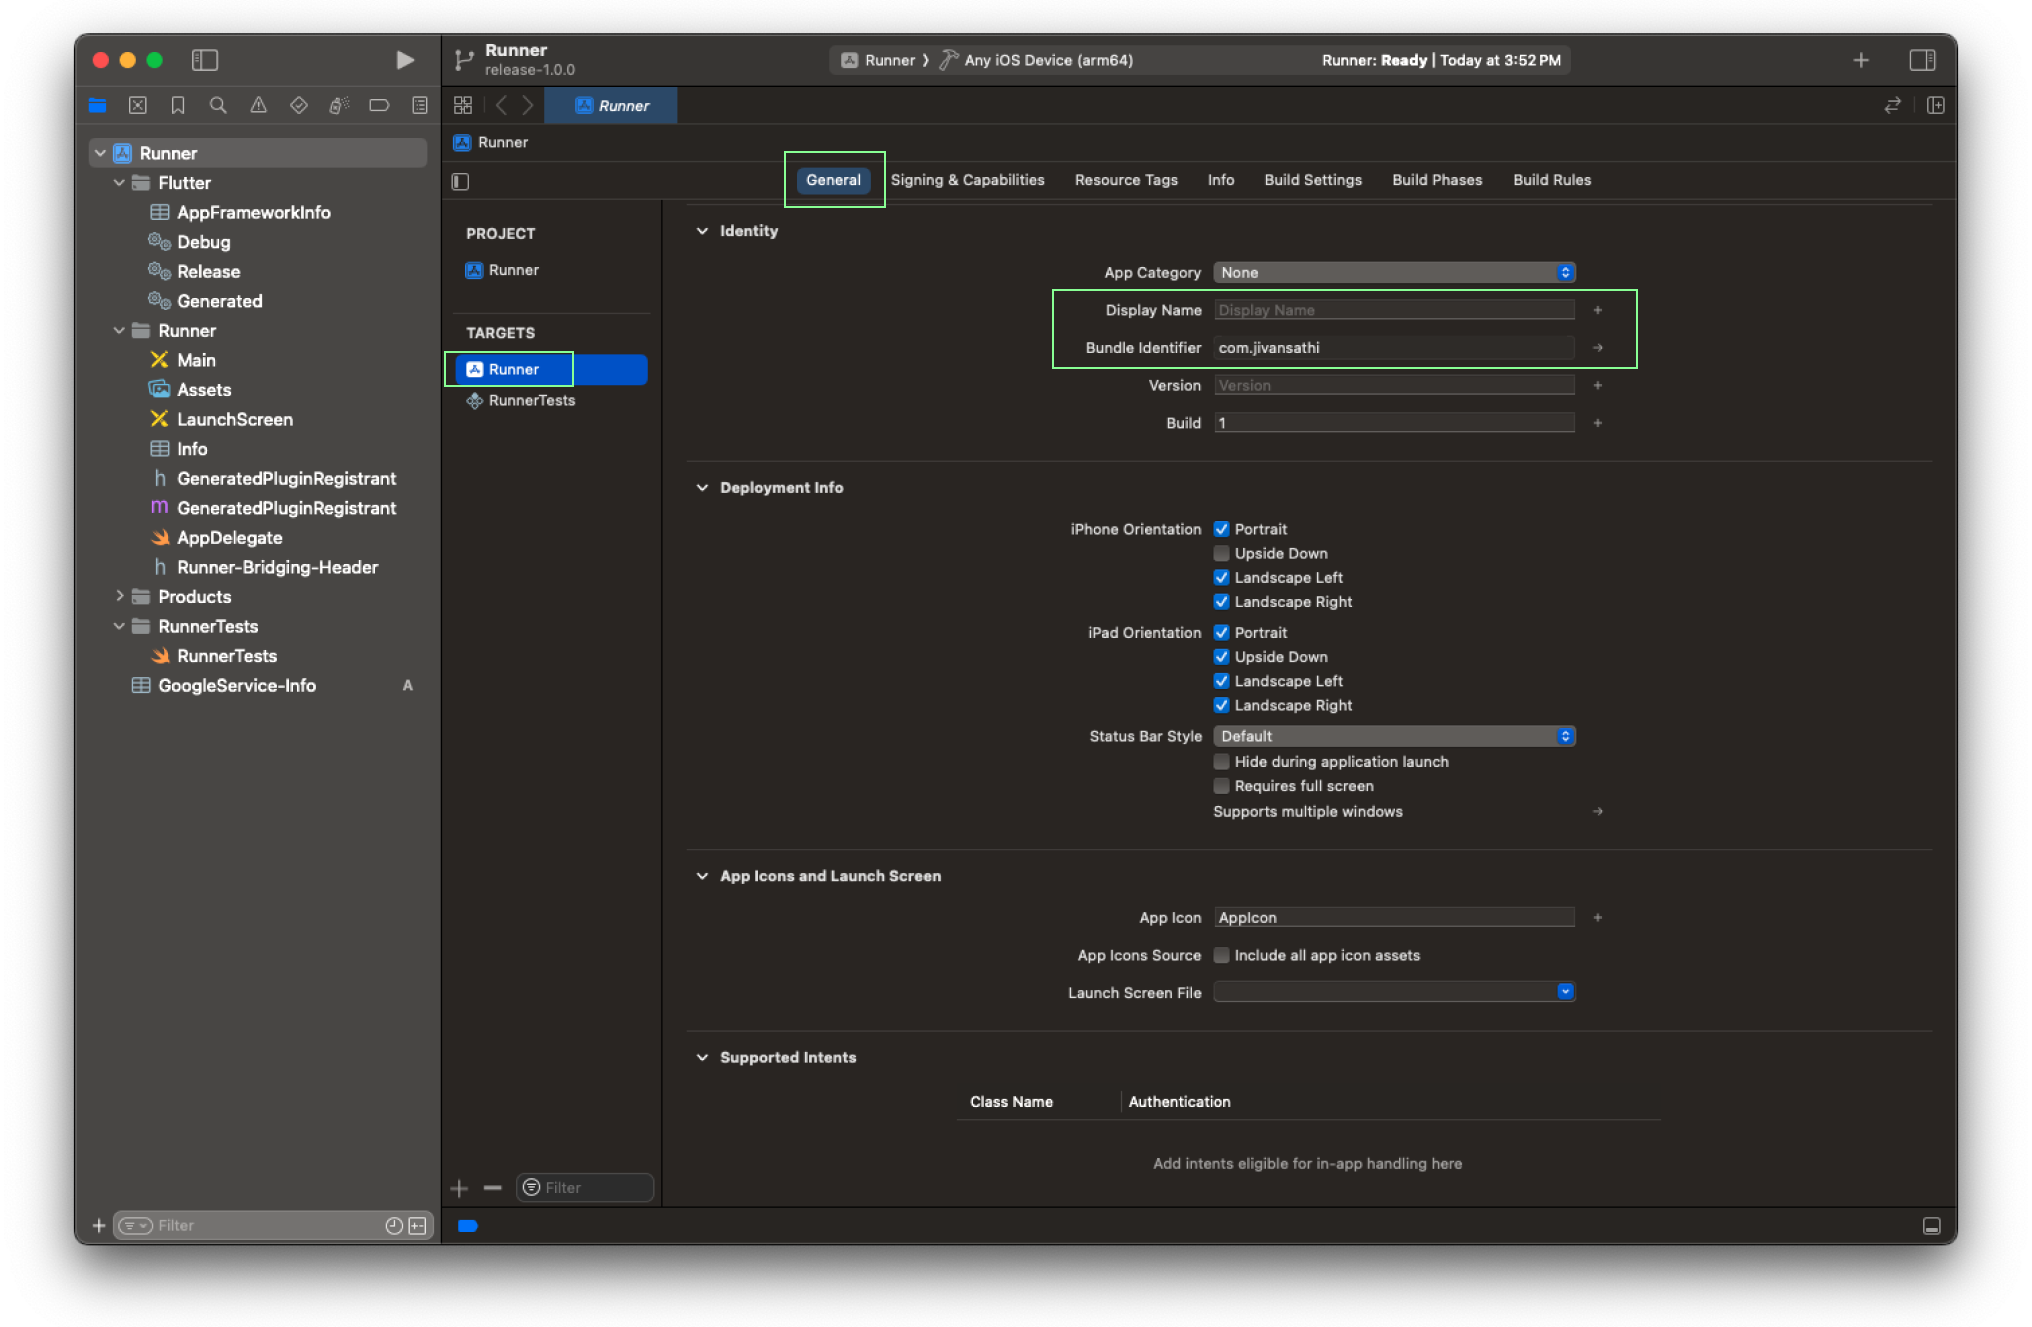 Runner
release-1.0.0
Runner ❯ Any iOS Device (arm64)
Runner: Ready | Today at 3:52 PM
Runner
Runner
Runner
Flutter
AppFrameworkInfo
Debug
Release
Generated
Runner
Main
Assets
LaunchScreen
Info
h GeneratedPluginRegistrant
m GeneratedPluginRegistrant
AppDelegate
h Runner-Bridging-Header
Products
RunnerTests
RunnerTests
GoogleService-Info A
Filter
General Signing & Capabilities Resource Tags Info Build Settings Build Phases Build Rules
PROJECT
Runner
TARGETS
Runner
RunnerTests
Filter
Identity
App Category None
Display Name Display Name
Bundle Identifier com.jivansathi
Version Version
Build 1
Deployment Info
iPhone Orientation Portrait
Upside Down
Landscape Left
Landscape Right
iPad Orientation Portrait
Upside Down
Landscape Left
Landscape Right
Status Bar Style Default
Hide during application launch
Requires full screen
Supports multiple windows
App Icons and Launch Screen
App Icon AppIcon
App Icons Source Include all app icon assets
Launch Screen File
Supported Intents
Class Name Authentication
Add intents eligible for in-app handling here